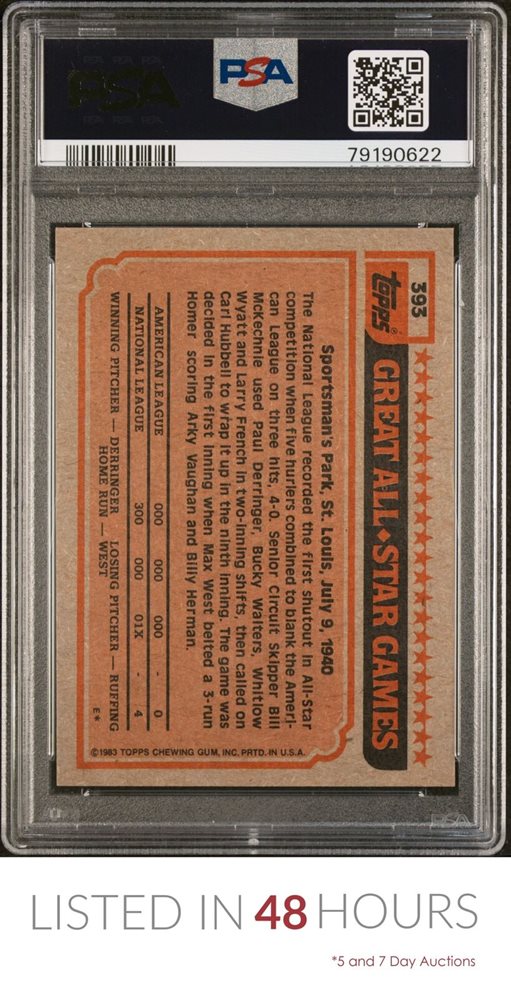 PSA
PSA
79190622
393
topps®
GREAT ALL◆STAR GAMES
Sportsman's Park, St. Louis, July 9, 1940
The National League recorded the first shutout in All-Star
competition when five hurlers combined to blank the Ameri-
can League on three hits, 4-0. Senior Circuit Skipper Bill
McKechnie used Paul Derringer, Bucky Walters, Whitlow
Wyatt and Larry French in two-inning shifts, then called on
Carl Hubbell to wrap it up in the ninth inning. The game was
decided in the first inning when Max West belted a 3-run
Homer scoring Arky Vaughan and Billy Herman.
AMERICAN LEAGUE 000 000 000 - 0
NATIONAL LEAGUE 300 000 01X - 4
WINNING PITCHER — DERRINGER LOSING PITCHER — RUFFING
HOME RUN — WEST
E*
©1983 TOPPS CHEWING GUM, INC. PRTD. IN U.S.A.
PSA
LISTED IN 48 HOURS
*5 and 7 Day Auctions